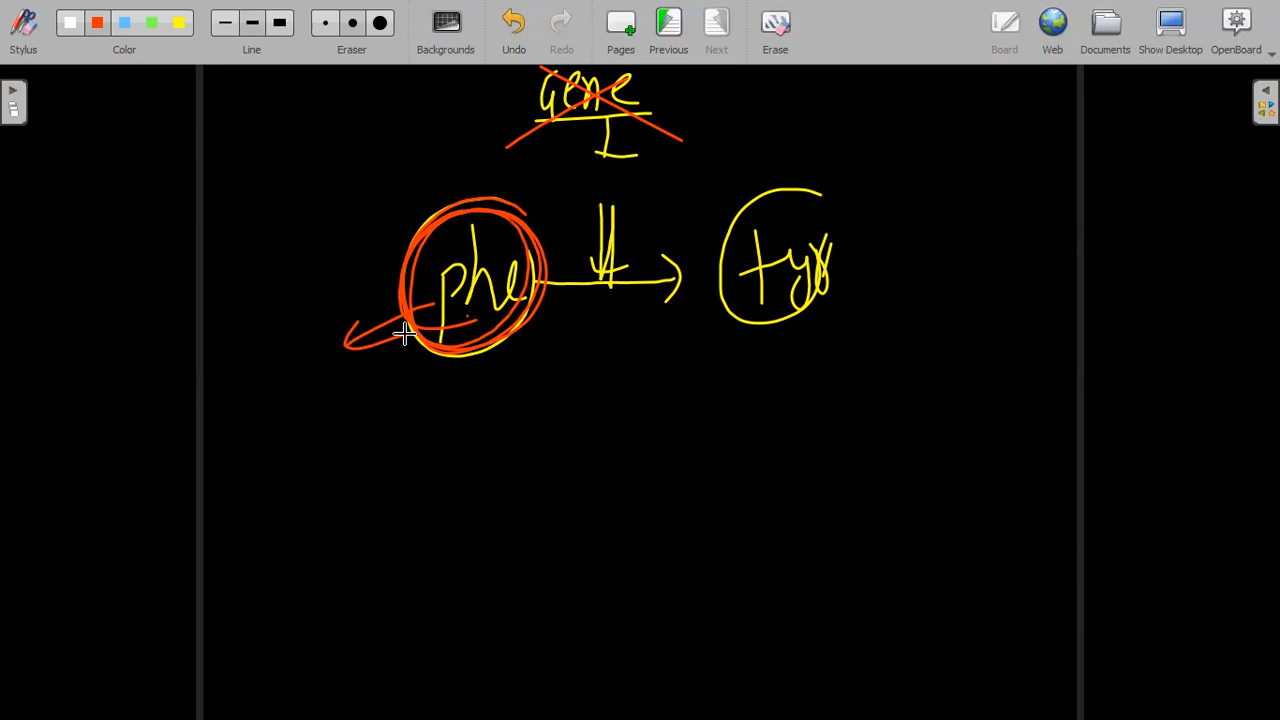 Stylus Color Line Eraser Backgrounds Undo Redo Pages Previous Next Erase Board Web Documents Show Desktop OpenBoard
Gene
I
phe tyr